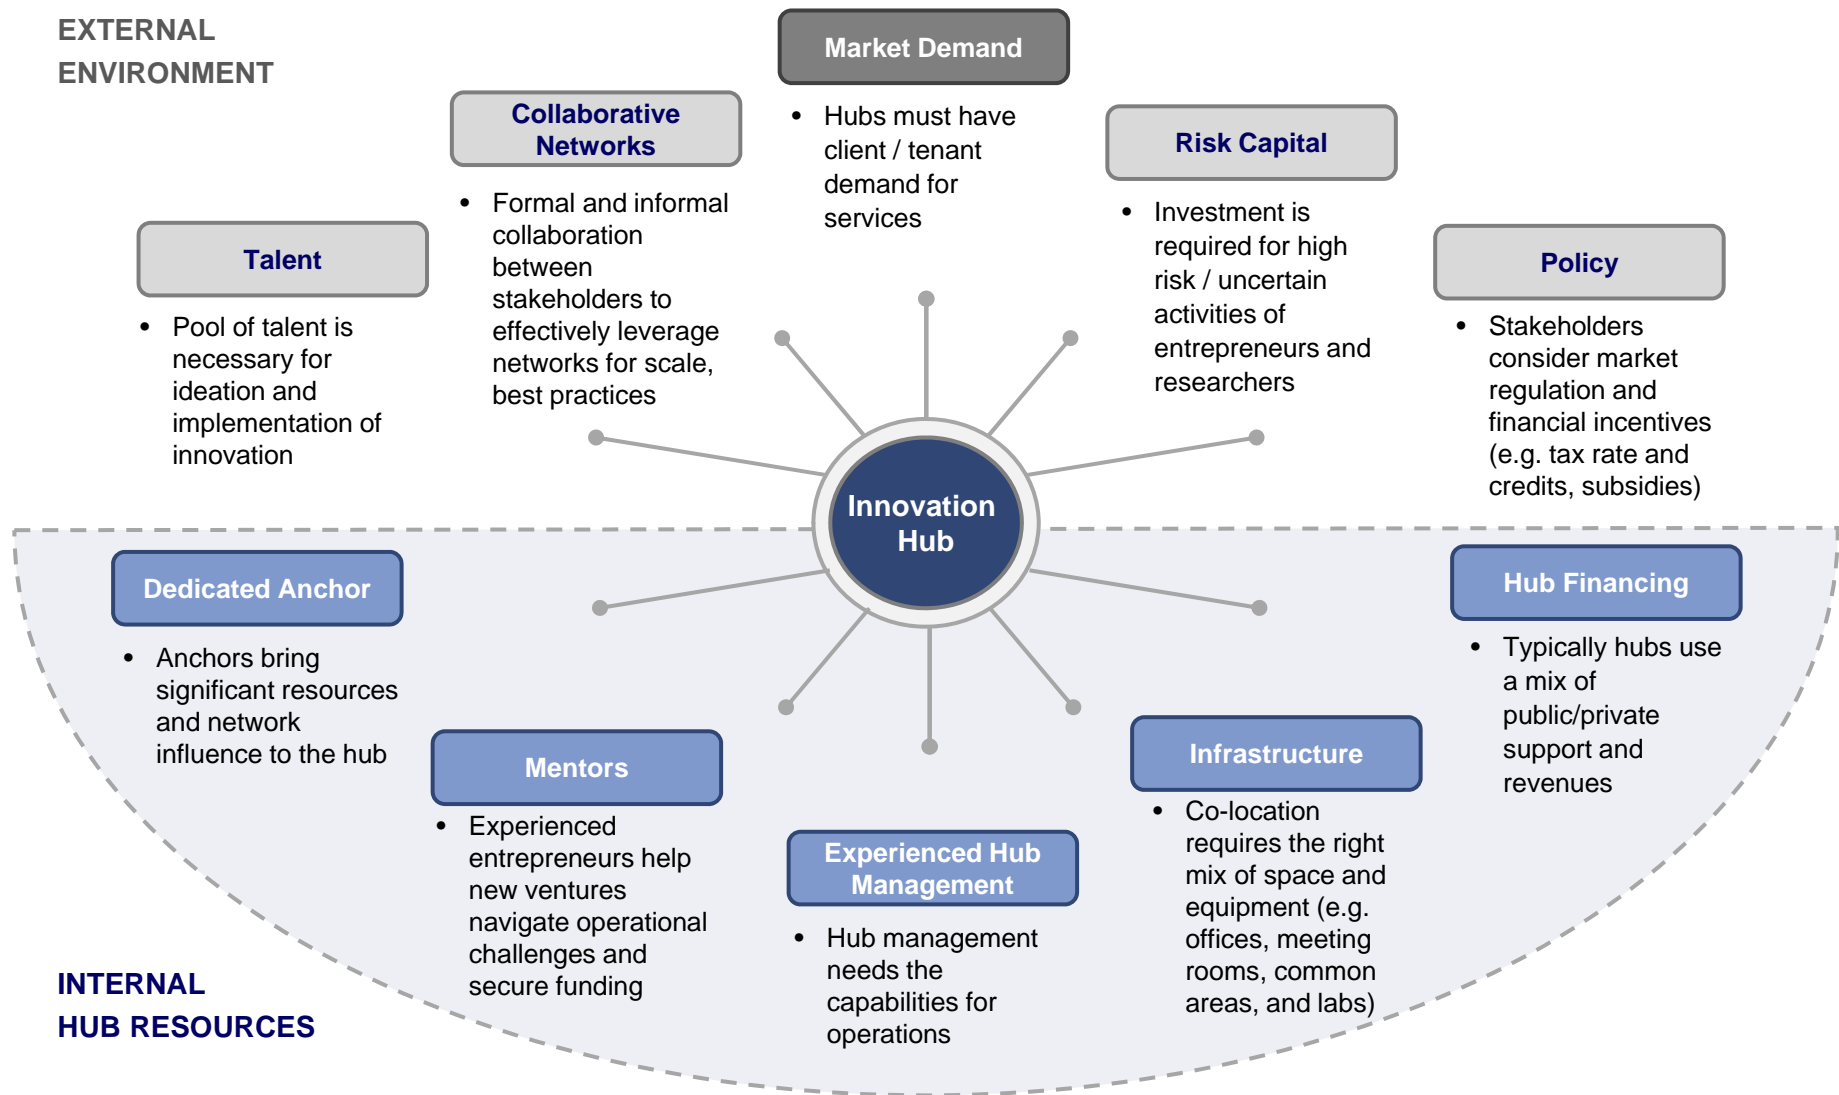 EXTERNAL
ENVIRONMENT
Market Demand
• Hubs must have
client / tenant
demand for
services
Collaborative
Networks
• Formal and informal
collaboration
between
stakeholders to
effectively leverage
networks for scale,
best practices
Risk Capital
• Investment is
required for high
risk / uncertain
activities of
entrepreneurs and
researchers
Talent
• Pool of talent is
necessary for
ideation and
implementation of
innovation
Policy
• Stakeholders
consider market
regulation and
financial incentives
(e.g. tax rate and
credits, subsidies)
Innovation
Hub
Dedicated Anchor
• Anchors bring
significant resources
and network
influence to the hub
Hub Financing
• Typically hubs use
a mix of
public/private
support and
revenues
Mentors
• Experienced
entrepreneurs help
new ventures
navigate operational
challenges and
secure funding
Infrastructure
• Co-location
requires the right
mix of space and
equipment (e.g.
offices, meeting
rooms, common
areas, and labs)
Experienced Hub
Management
• Hub management
needs the
capabilities for
operations
INTERNAL
HUB RESOURCES